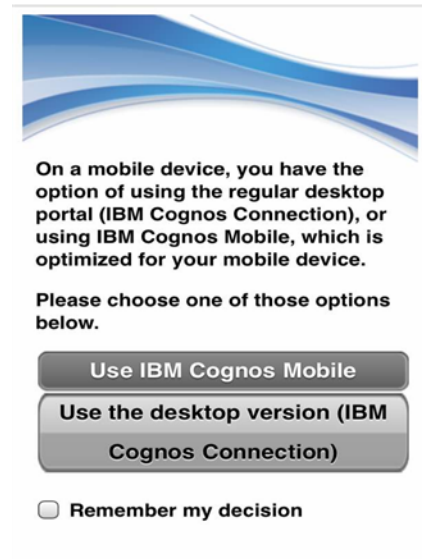 On a mobile device, you have the
option of using the regular desktop
portal (IBM Cognos Connection), or
using IBM Cognos Mobile, which is
optimized for your mobile device.
Please choose one of those options
below.
Use IBM Cognos Mobile
Use the desktop version (IBM
Cognos Connection)
Remember my decision